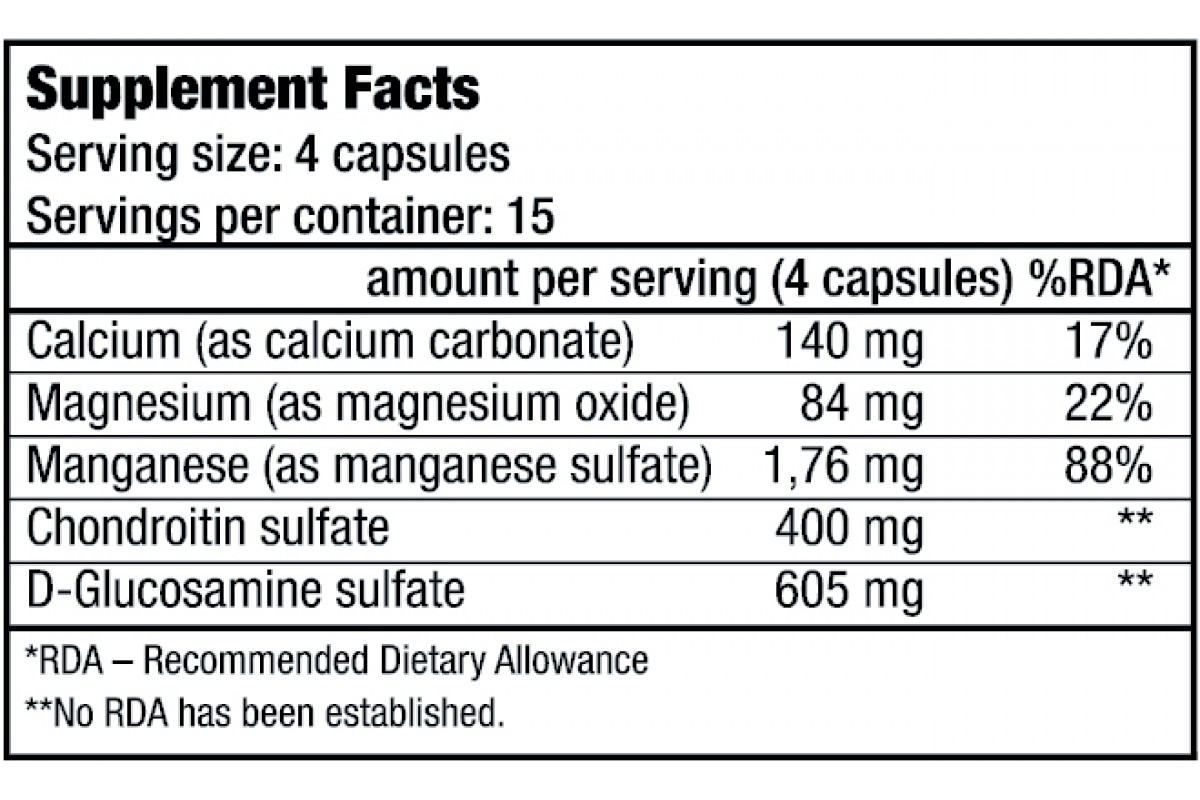 Supplement Facts
Serving size: 4 capsules
Servings per container: 15
amount per serving (4 capsules) %RDA*
Calcium (as calcium carbonate) 140 mg 17%
Magnesium (as magnesium oxide) 84 mg 22%
Manganese (as manganese sulfate) 1,76 mg 88%
Chondroitin sulfate 400 mg **
D-Glucosamine sulfate 605 mg **
*RDA – Recommended Dietary Allowance
**No RDA has been established.